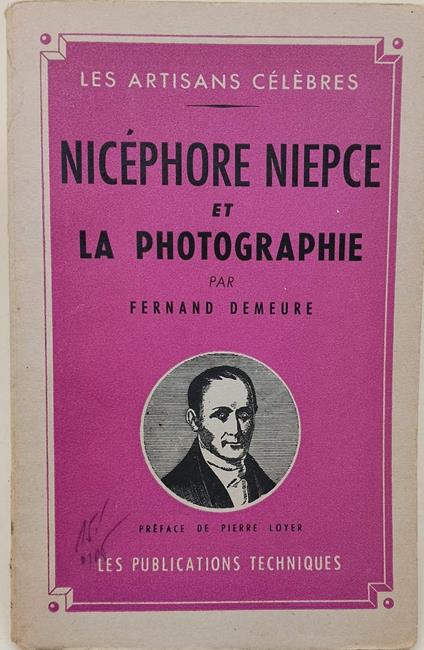 LES ARTISANS CÉLÈBRES
NICÉPHORE NIEPCE
ET
LA PHOTOGRAPHIE
PAR
FERNAND DEMEURE
PRÉFACE DE PIERRE LOYER
LES PUBLICATIONS TECHNIQUES